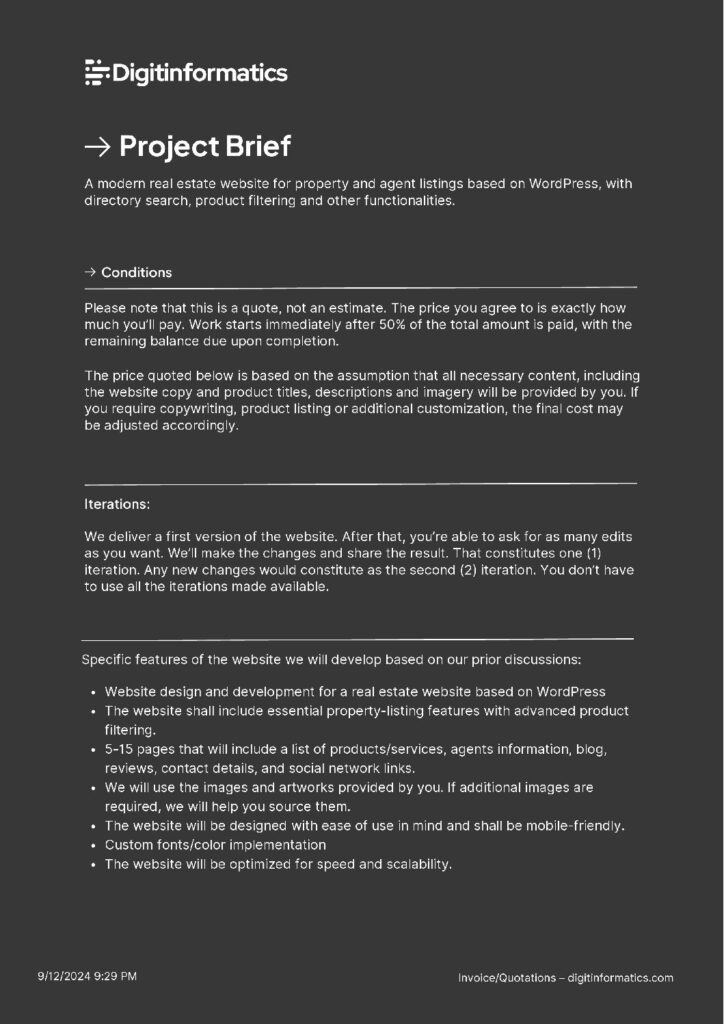 Digitinformatics
→ Project Brief
A modern real estate website for property and agent listings based on WordPress, with
directory search, product filtering and other functionalities.
→ Conditions
Please note that this is a quote, not an estimate. The price you agree to is exactly how
much you’ll pay. Work starts immediately after 50% of the total amount is paid, with the
remaining balance due upon completion.
The price quoted below is based on the assumption that all necessary content, including
the website copy and product titles, descriptions and imagery will be provided by you. If
you require copywriting, product listing or additional customization, the final cost may
be adjusted accordingly.
Iterations:
We deliver a first version of the website. After that, you’re able to ask for as many edits
as you want. We’ll make the changes and share the result. That constitutes one (1)
iteration. Any new changes would constitute as the second (2) iteration. You don’t have
to use all the iterations made available.
Specific features of the website we will develop based on our prior discussions:
• Website design and development for a real estate website based on WordPress
• The website shall include essential property-listing features with advanced product
filtering.
• 5-15 pages that will include a list of products/services, agents information, blog,
reviews, contact details, and social network links.
• We will use the images and artworks provided by you. If additional images are
required, we will help you source them.
• The website will be designed with ease of use in mind and shall be mobile-friendly.
• Custom fonts/color implementation
• The website will be optimized for speed and scalability.
9/12/2024 9:29 PM
Invoice/Quotations – digitinformatics.com